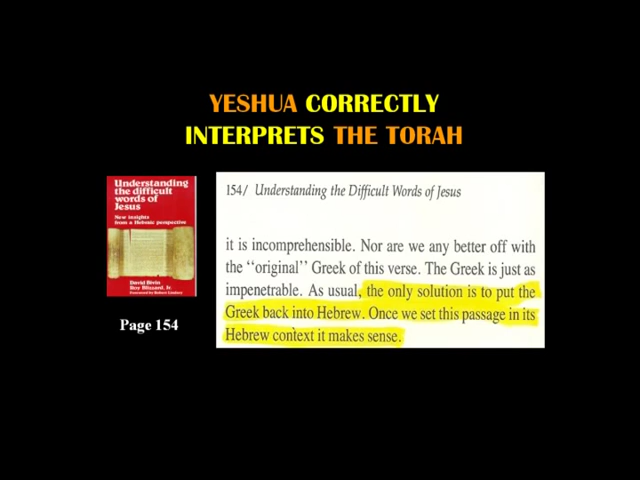 YESHUA CORRECTLY
INTERPRETS THE TORAH
Understanding
the difficult
words of
Jesus
New insights
from a Hebraic perspective
David Bivin
Roy Blizzard, Jr.
Foreword by Robert Lindsey
Page 154
154/ Understanding the Difficult Words of Jesus
it is incomprehensible. Nor are we any better off with
the “original” Greek of this verse. The Greek is just as
impenetrable. As usual, the only solution is to put the
Greek back into Hebrew. Once we set this passage in its
Hebrew context it makes sense.